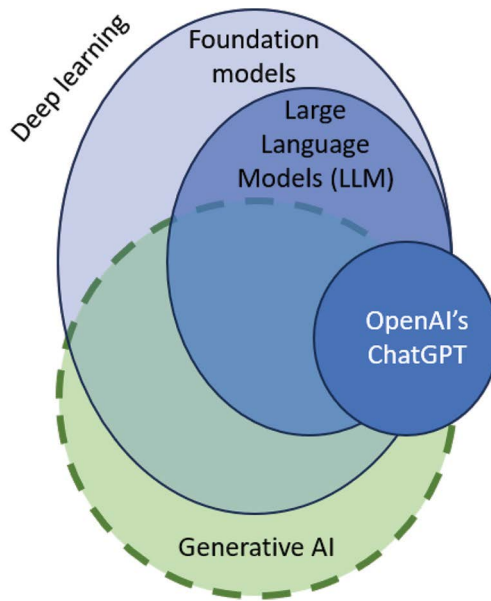 Deep learning
Foundation
models
Large
Language
Models (LLM)
OpenAI's
ChatGPT
Generative AI